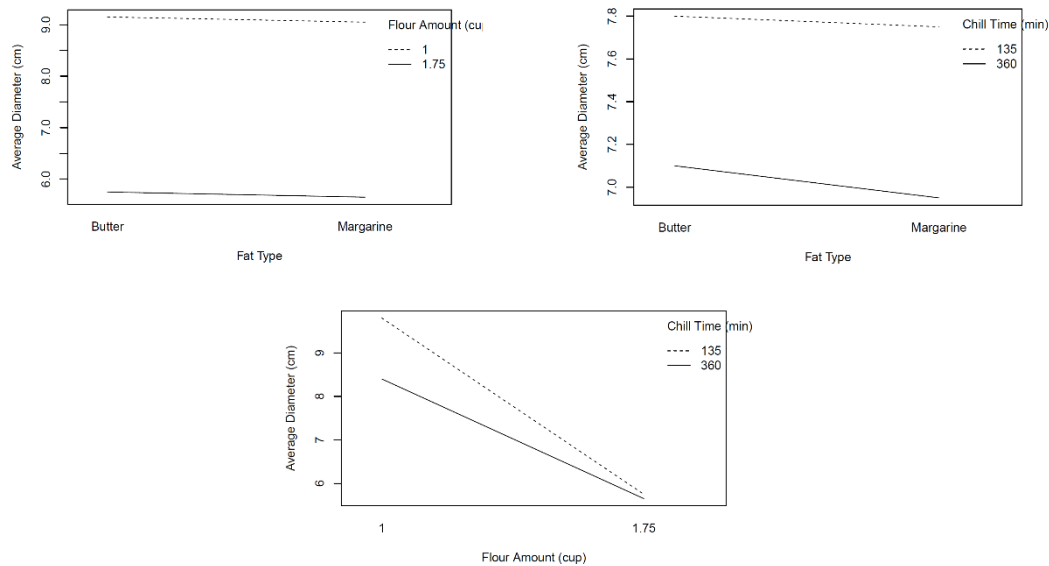 Average Diameter (cm)
9.0
8.0
7.0
6.0
Flour Amount (cu
1
1.75
Butter
Margarine
Fat Type
Average Diameter (cm)
7.8
7.6
7.4
7.2
7.0
Chill Time (min)
135
360
Butter
Margarine
Fat Type
Average Diameter (cm)
9
8
7
6
Chill Time (min)
135
360
1
1.75
Flour Amount (cup)